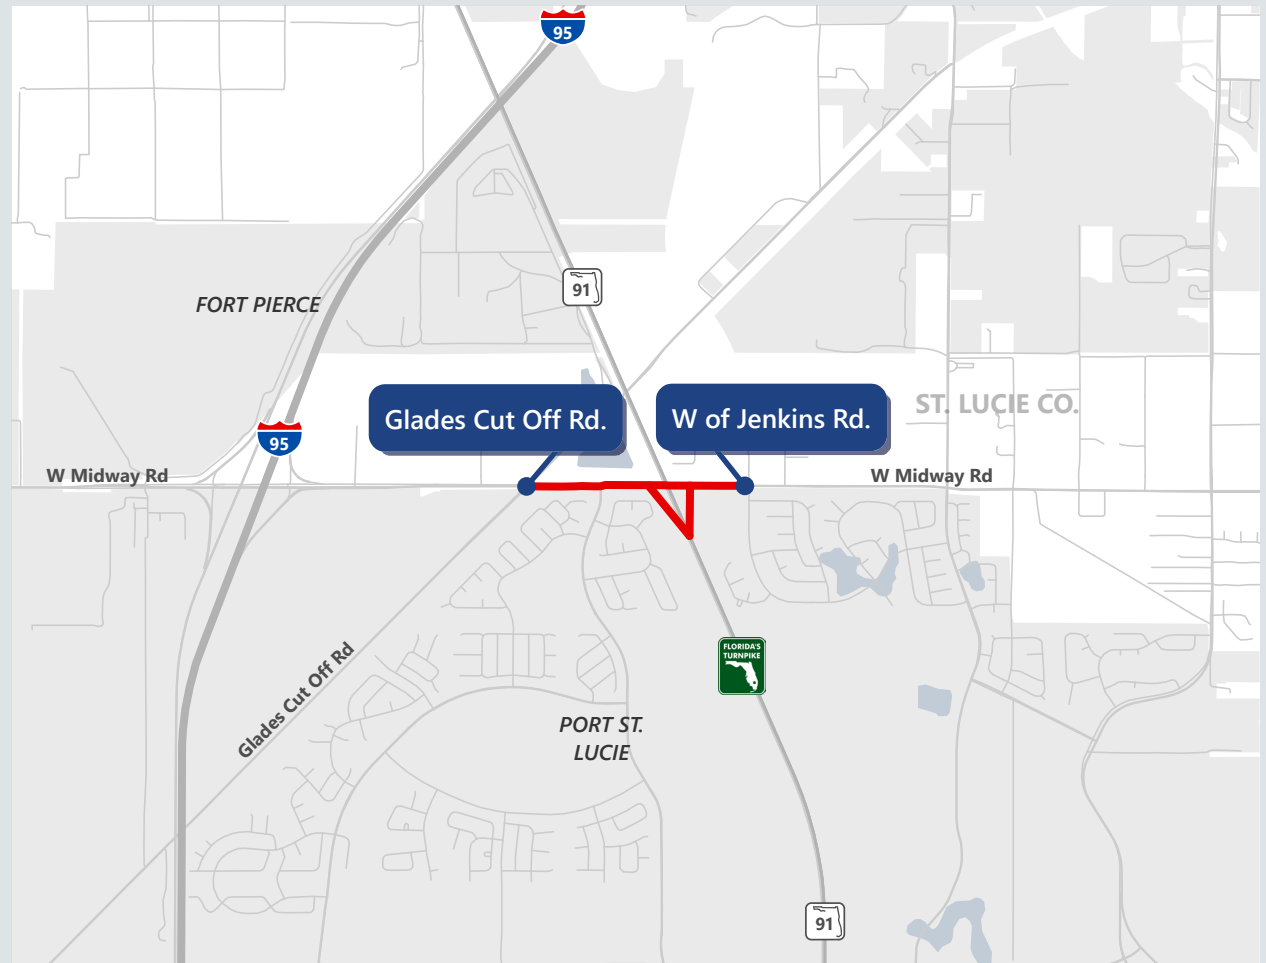 95
91
FORT PIERCE
Glades Cut Off Rd.
W of Jenkins Rd.
ST. LUCIE CO.
95
W Midway Rd
W Midway Rd
FLORIDA'S
TURNPIKE
Glades Cut Off Rd
PORT ST.
LUCIE
91